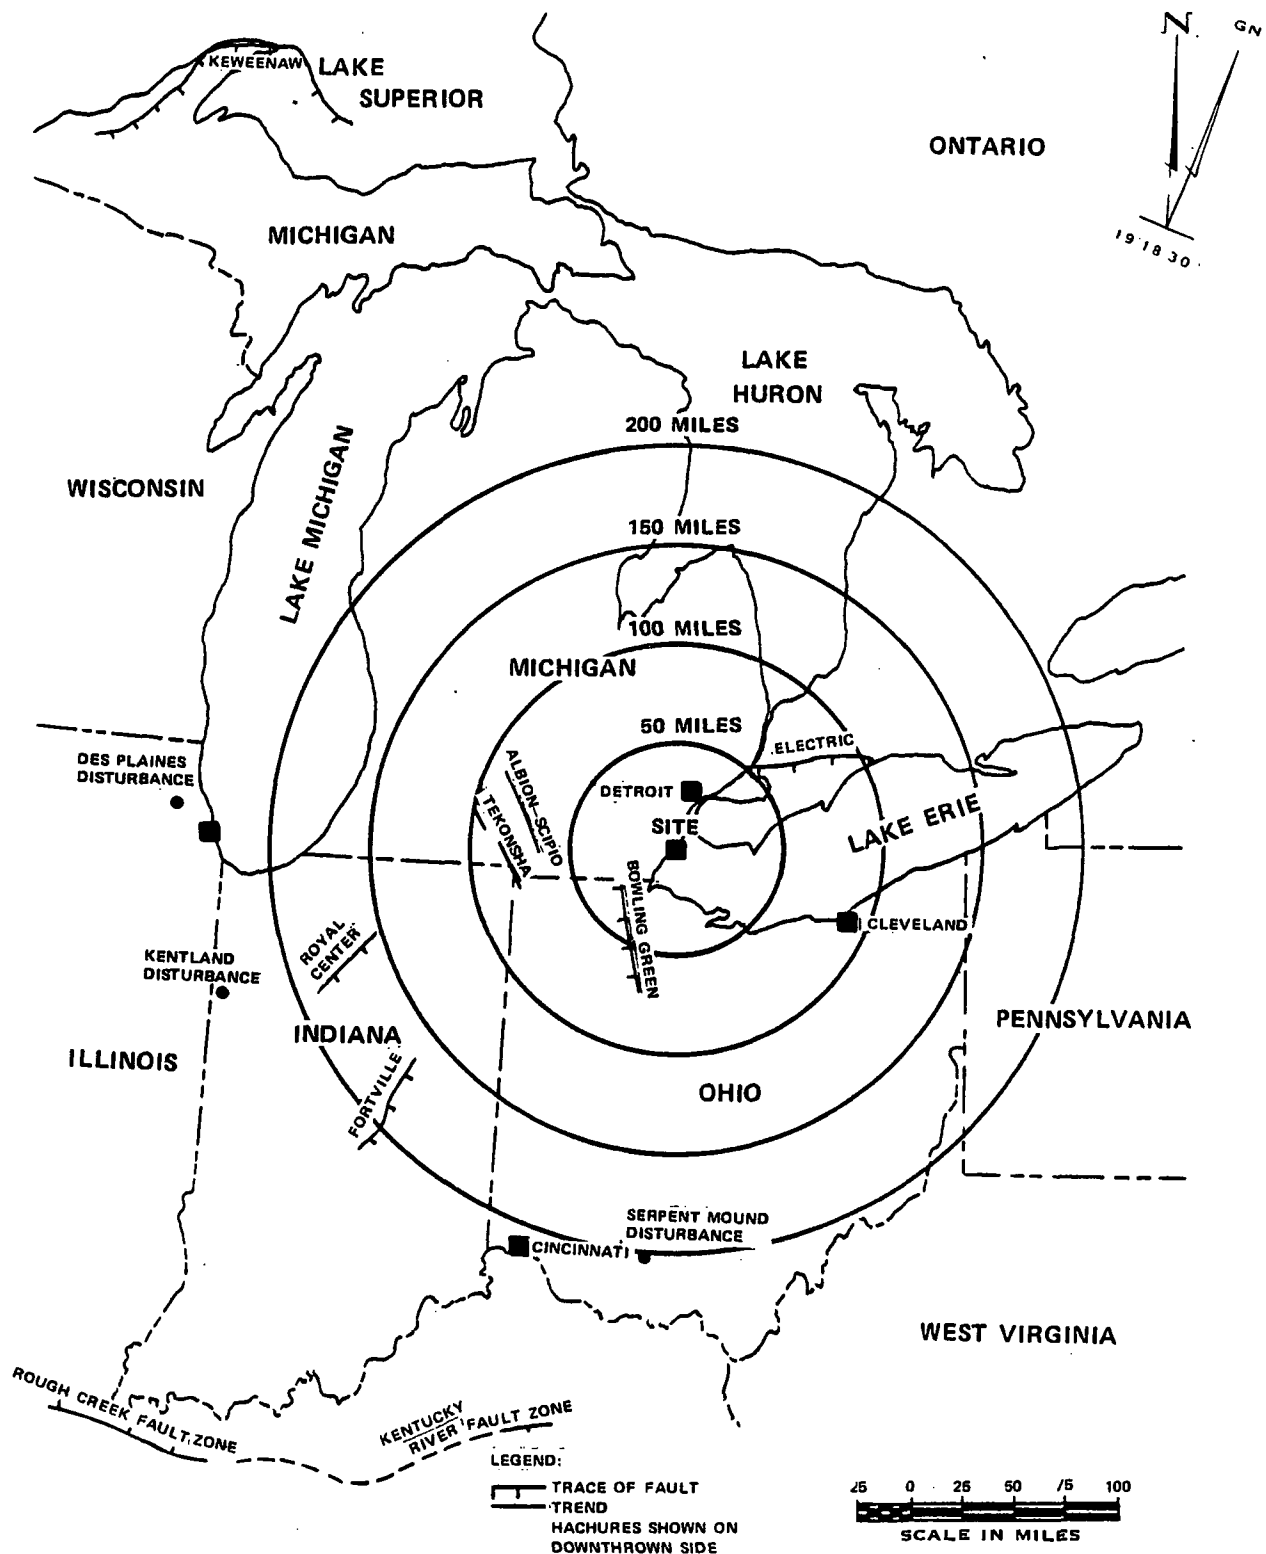 N
GN
19 18 30
KEWEENAW
LAKE
SUPERIOR
ONTARIO
MICHIGAN
LAKE
HURON
200 MILES
WISCONSIN
LAKE MICHIGAN
150 MILES
100 MILES
MICHIGAN
50 MILES
ELECTRIC
DES PLAINES
DISTURBANCE
ALBION-SCIPIO
TEKONSHA
DETROIT
SITE
LAKE ERIE
BOWLING GREEN
CLEVELAND
ROYAL
CENTER
KENTLAND
DISTURBANCE
INDIANA
PENNSYLVANIA
ILLINOIS
FORTVILLE
OHIO
SERPENT MOUND
DISTURBANCE
CINCINNATI
WEST VIRGINIA
ROUGH CREEK FAULT ZONE
KENTUCKY
RIVER FAULT ZONE
LEGEND:
TRACE OF FAULT
TREND
HACHURES SHOWN ON
DOWNTHROWN SIDE
25 0 25 50 75 100
SCALE IN MILES